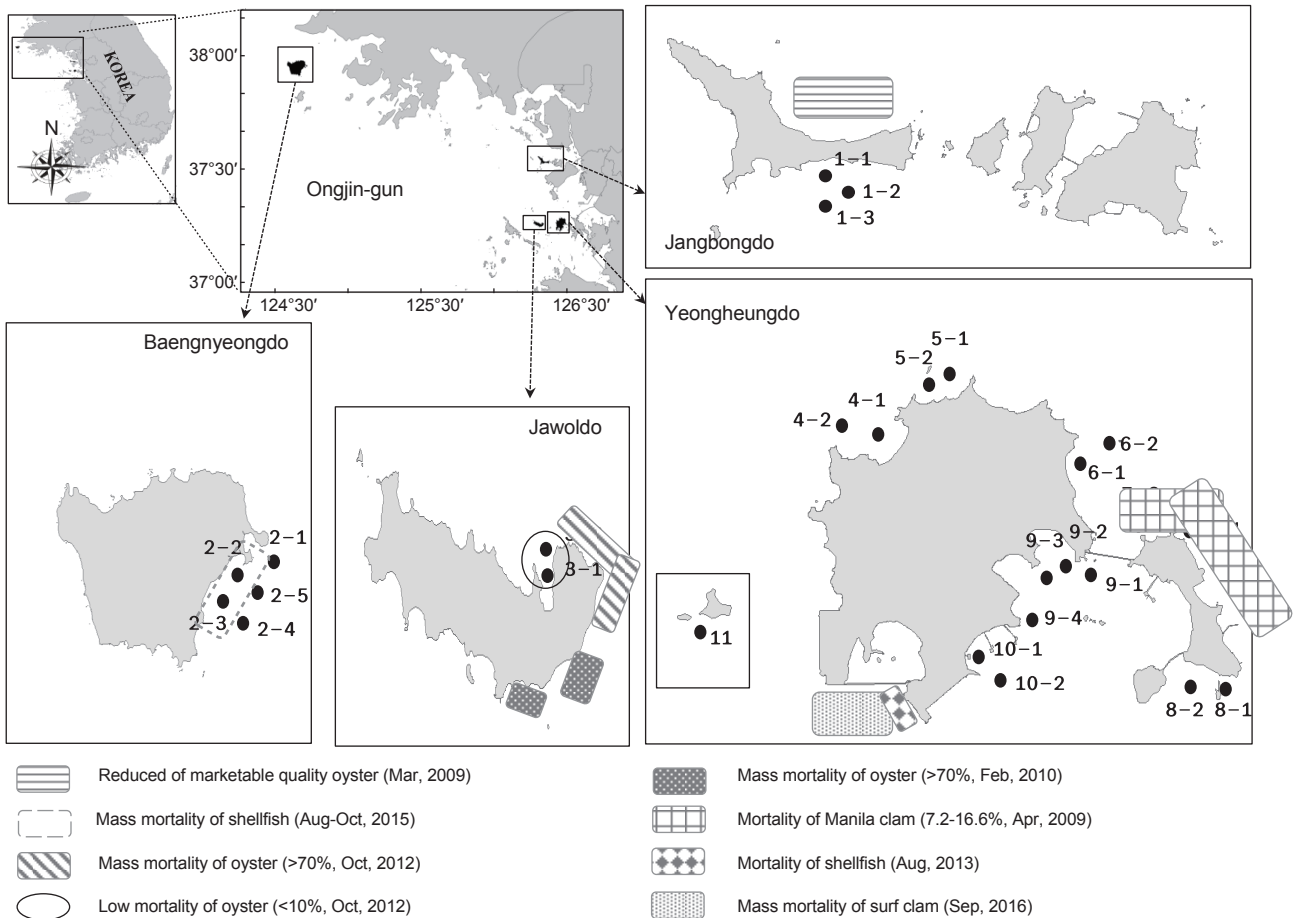 KOREA
N
38°00′
37°50′
37°00′
124°30′
125°30′
126°30′
Ongjin-gun
Jangbongdo
1−1
1−2
1−3
Baengnyeongdo
2−1
2−2
2−3
2−4
2−5
Jawoldo
3−1
Yeongheungdo
5−1
5−2
4−1
4−2
6−2
6−1
9−2
9−3
9−1
9−4
10−1
10−2
8−2
8−1
11
Reduced of marketable quality oyster (Mar, 2009)
Mass mortality of shellfish (Aug-Oct, 2015)
Mass mortality of oyster (>70%, Oct, 2012)
Low mortality of oyster (<10%, Oct, 2012)
Mass mortality of oyster (>70%, Feb, 2010)
Mortality of Manila clam (7.2-16.6%, Apr, 2009)
Mortality of shellfish (Aug, 2013)
Mass mortality of surf clam (Sep, 2016)